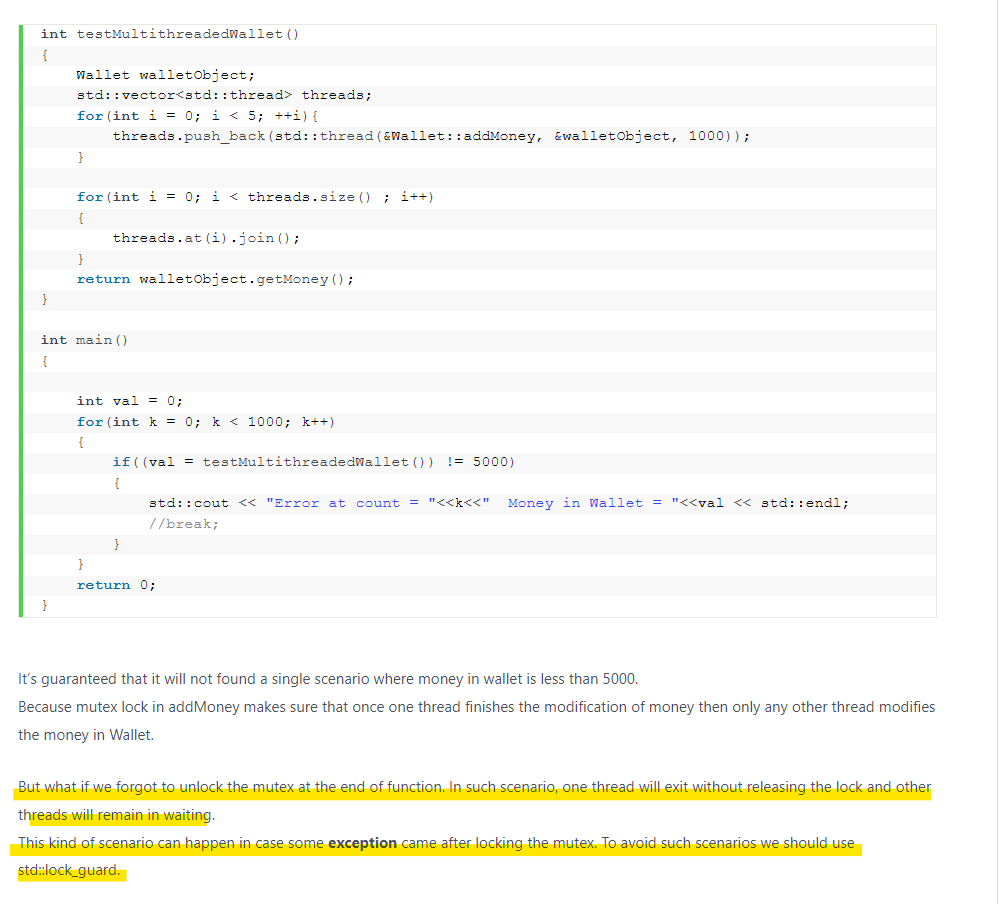 int testMultithreadedWallet()
{
Wallet walletObject;
std::vector<std::thread> threads;
for(int i = 0; i < 5; ++i){
threads.push_back(std::thread(&Wallet::addMoney, &walletObject, 1000));
}
for(int i = 0; i < threads.size() ; i++)
{
threads.at(i).join();
}
return walletObject.getMoney();
}
int main()
{
int val = 0;
for(int k = 0; k < 1000; k++)
{
if((val = testMultithreadedWallet()) != 5000)
{
std::cout << "Error at count = "<<k<<"  Money in Wallet = "<<val << std::endl;
//break;
}
}
return 0;
}
It's guaranteed that it will not found a single scenario where money in wallet is less than 5000.
Because mutex lock in addMoney makes sure that once one thread finishes the modification of money then only any other thread modifies
the money in Wallet.
But what if we forgot to unlock the mutex at the end of function. In such scenario, one thread will exit without releasing the lock and other
threads will remain in waiting.
This kind of scenario can happen in case some exception came after locking the mutex. To avoid such scenarios we should use
std::lock_guard.